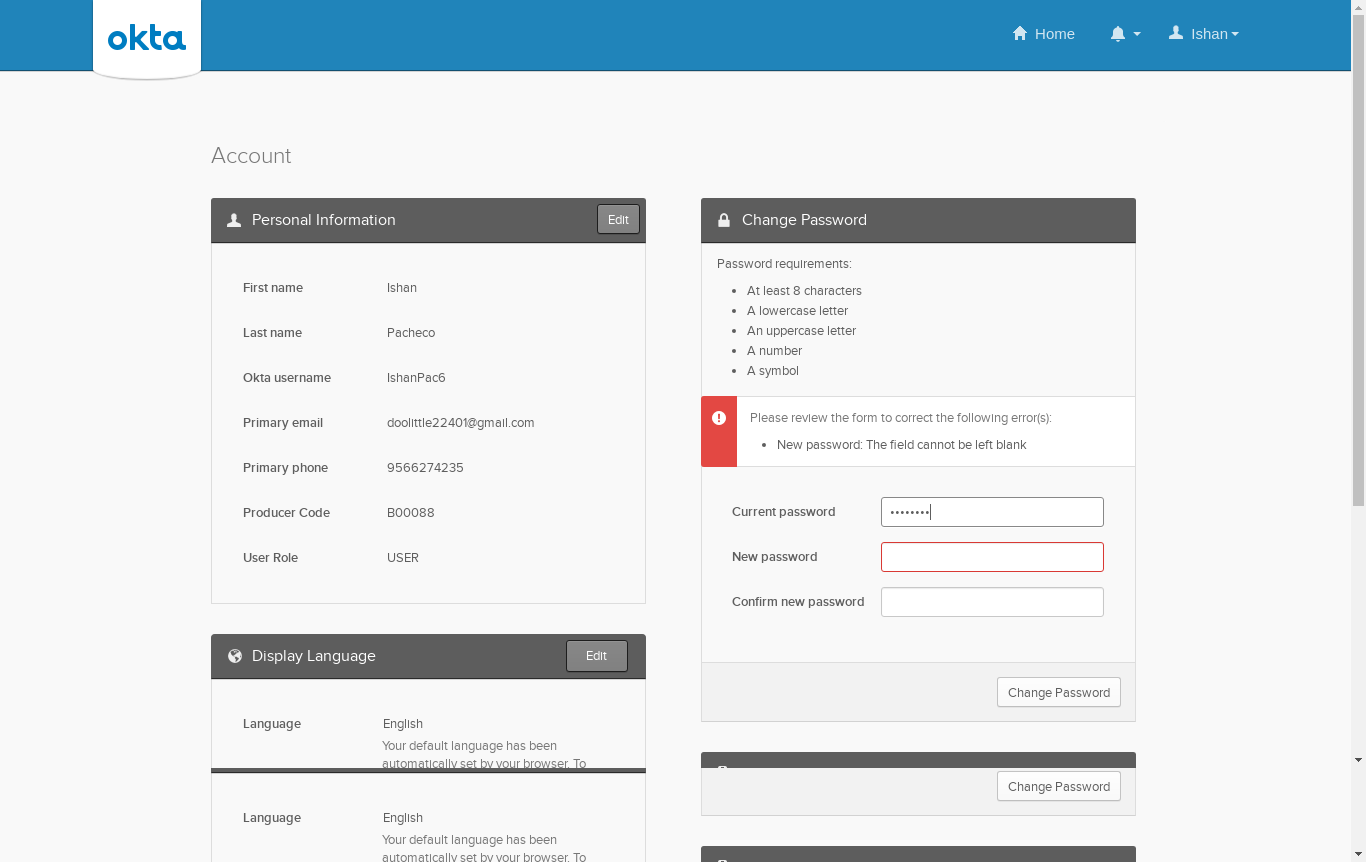 okta
Home
Ishan
Account
Personal Information
Edit
First name Ishan
Last name Pacheco
Okta username IshanPac6
Primary email doolittle22401@gmail.com
Primary phone 9566274235
Producer Code B00088
User Role USER
Display Language
Edit
Language English
Your default language has been
automatically set by your browser. To
Language English
Your default language has been
automatically set by your browser. To
Change Password
Password requirements:
• At least 8 characters
• A lowercase letter
• An uppercase letter
• A number
• A symbol
Please review the form to correct the following error(s):
• New password: The field cannot be left blank
Current password ••••••••
New password
Confirm new password
Change Password
Change Password